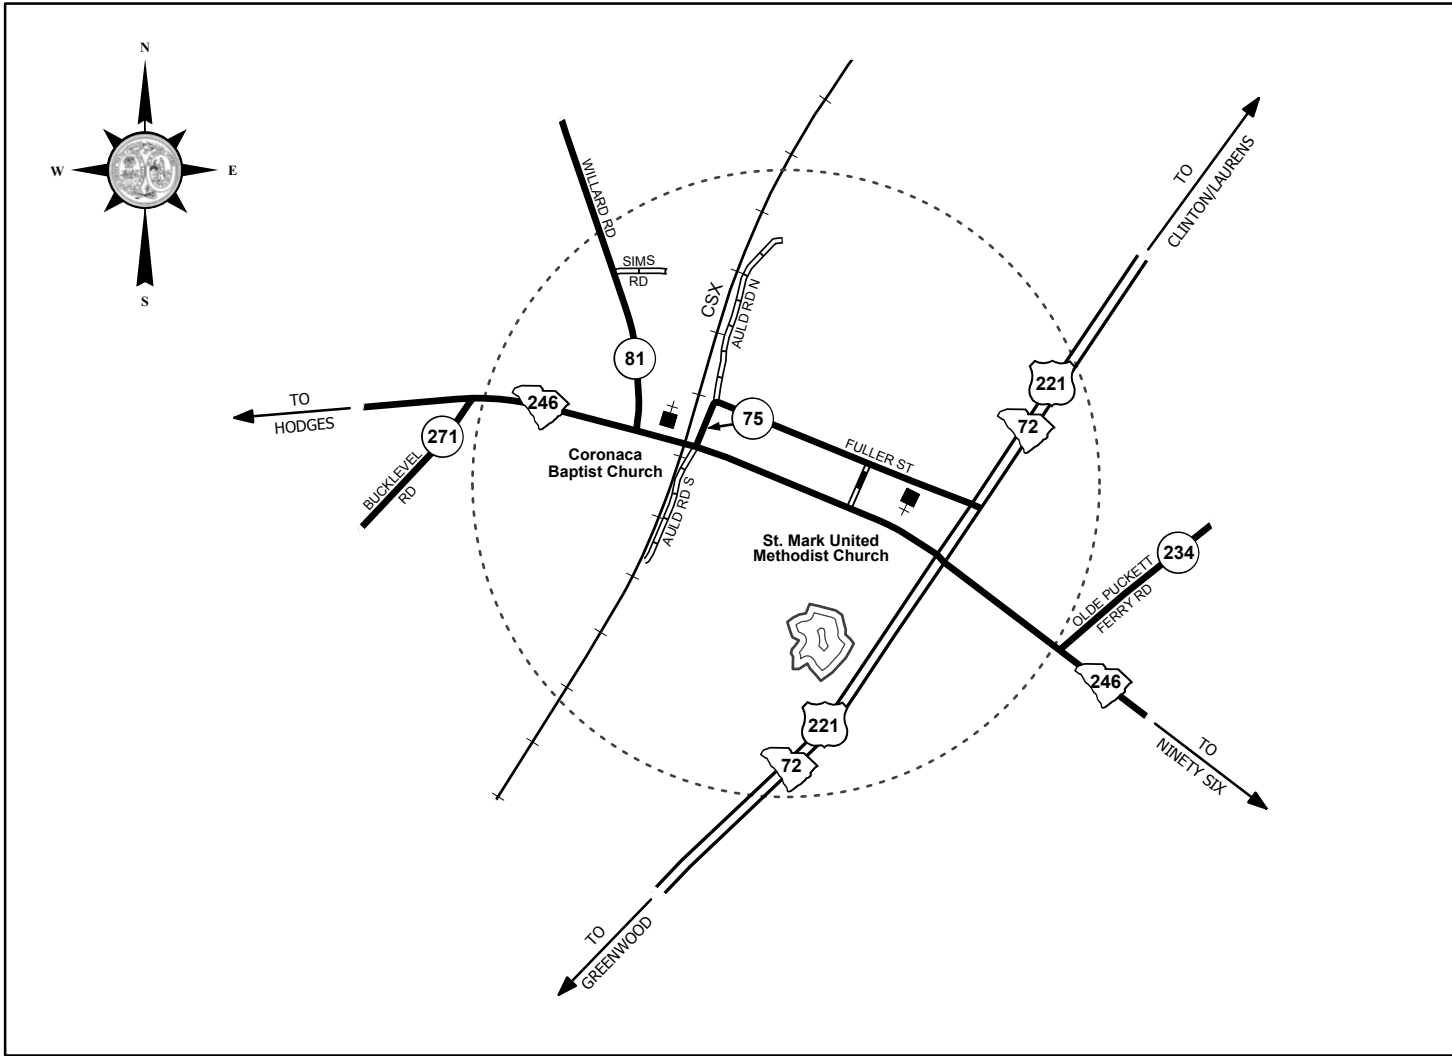 N
W
E
S
WILLARD RD
SIMS
RD
CSX
AULD RD N
TO
CLINTON/LAURENS
81
221
72
TO
HODGES
246
271
BUCKLEVEL
RD
75
Coronaca
Baptist Church
FULLER ST
AULD RD S
St. Mark United
Methodist Church
234
OLDE PUCKETT
FERRY RD
246
221
72
TO
NINETY SIX
TO
GREENWOOD